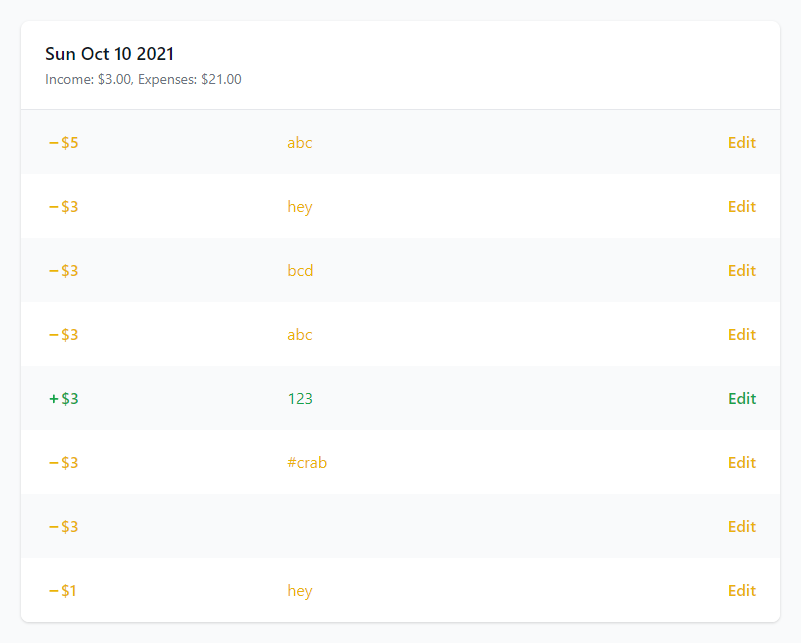 Sun Oct 10 2021
Income: $3.00, Expenses: $21.00
−$5 abc Edit
−$3 hey Edit
−$3 bcd Edit
−$3 abc Edit
+$3 123 Edit
−$3 #crab Edit
−$3 Edit
−$1 hey Edit